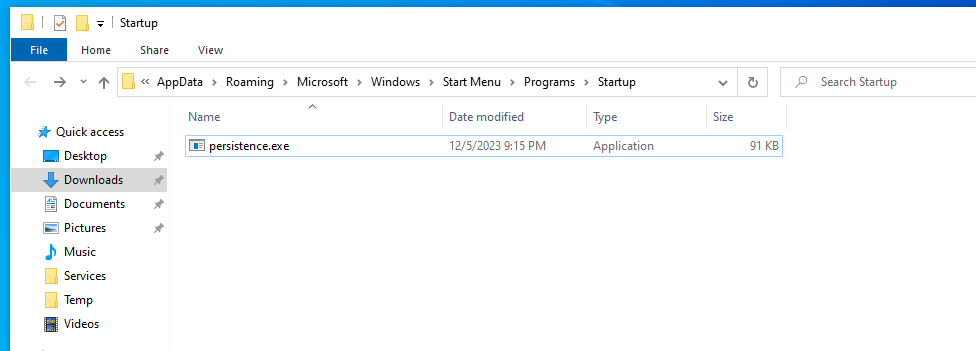 Startup
File Home Share View
« AppData > Roaming > Microsoft > Windows > Start Menu > Programs > Startup Search Startup
Name Date modified Type Size
Quick access
persistence.exe 12/5/2023 9:15 PM Application 91 KB
Desktop
Downloads
Documents
Pictures
Music
Services
Temp
Videos